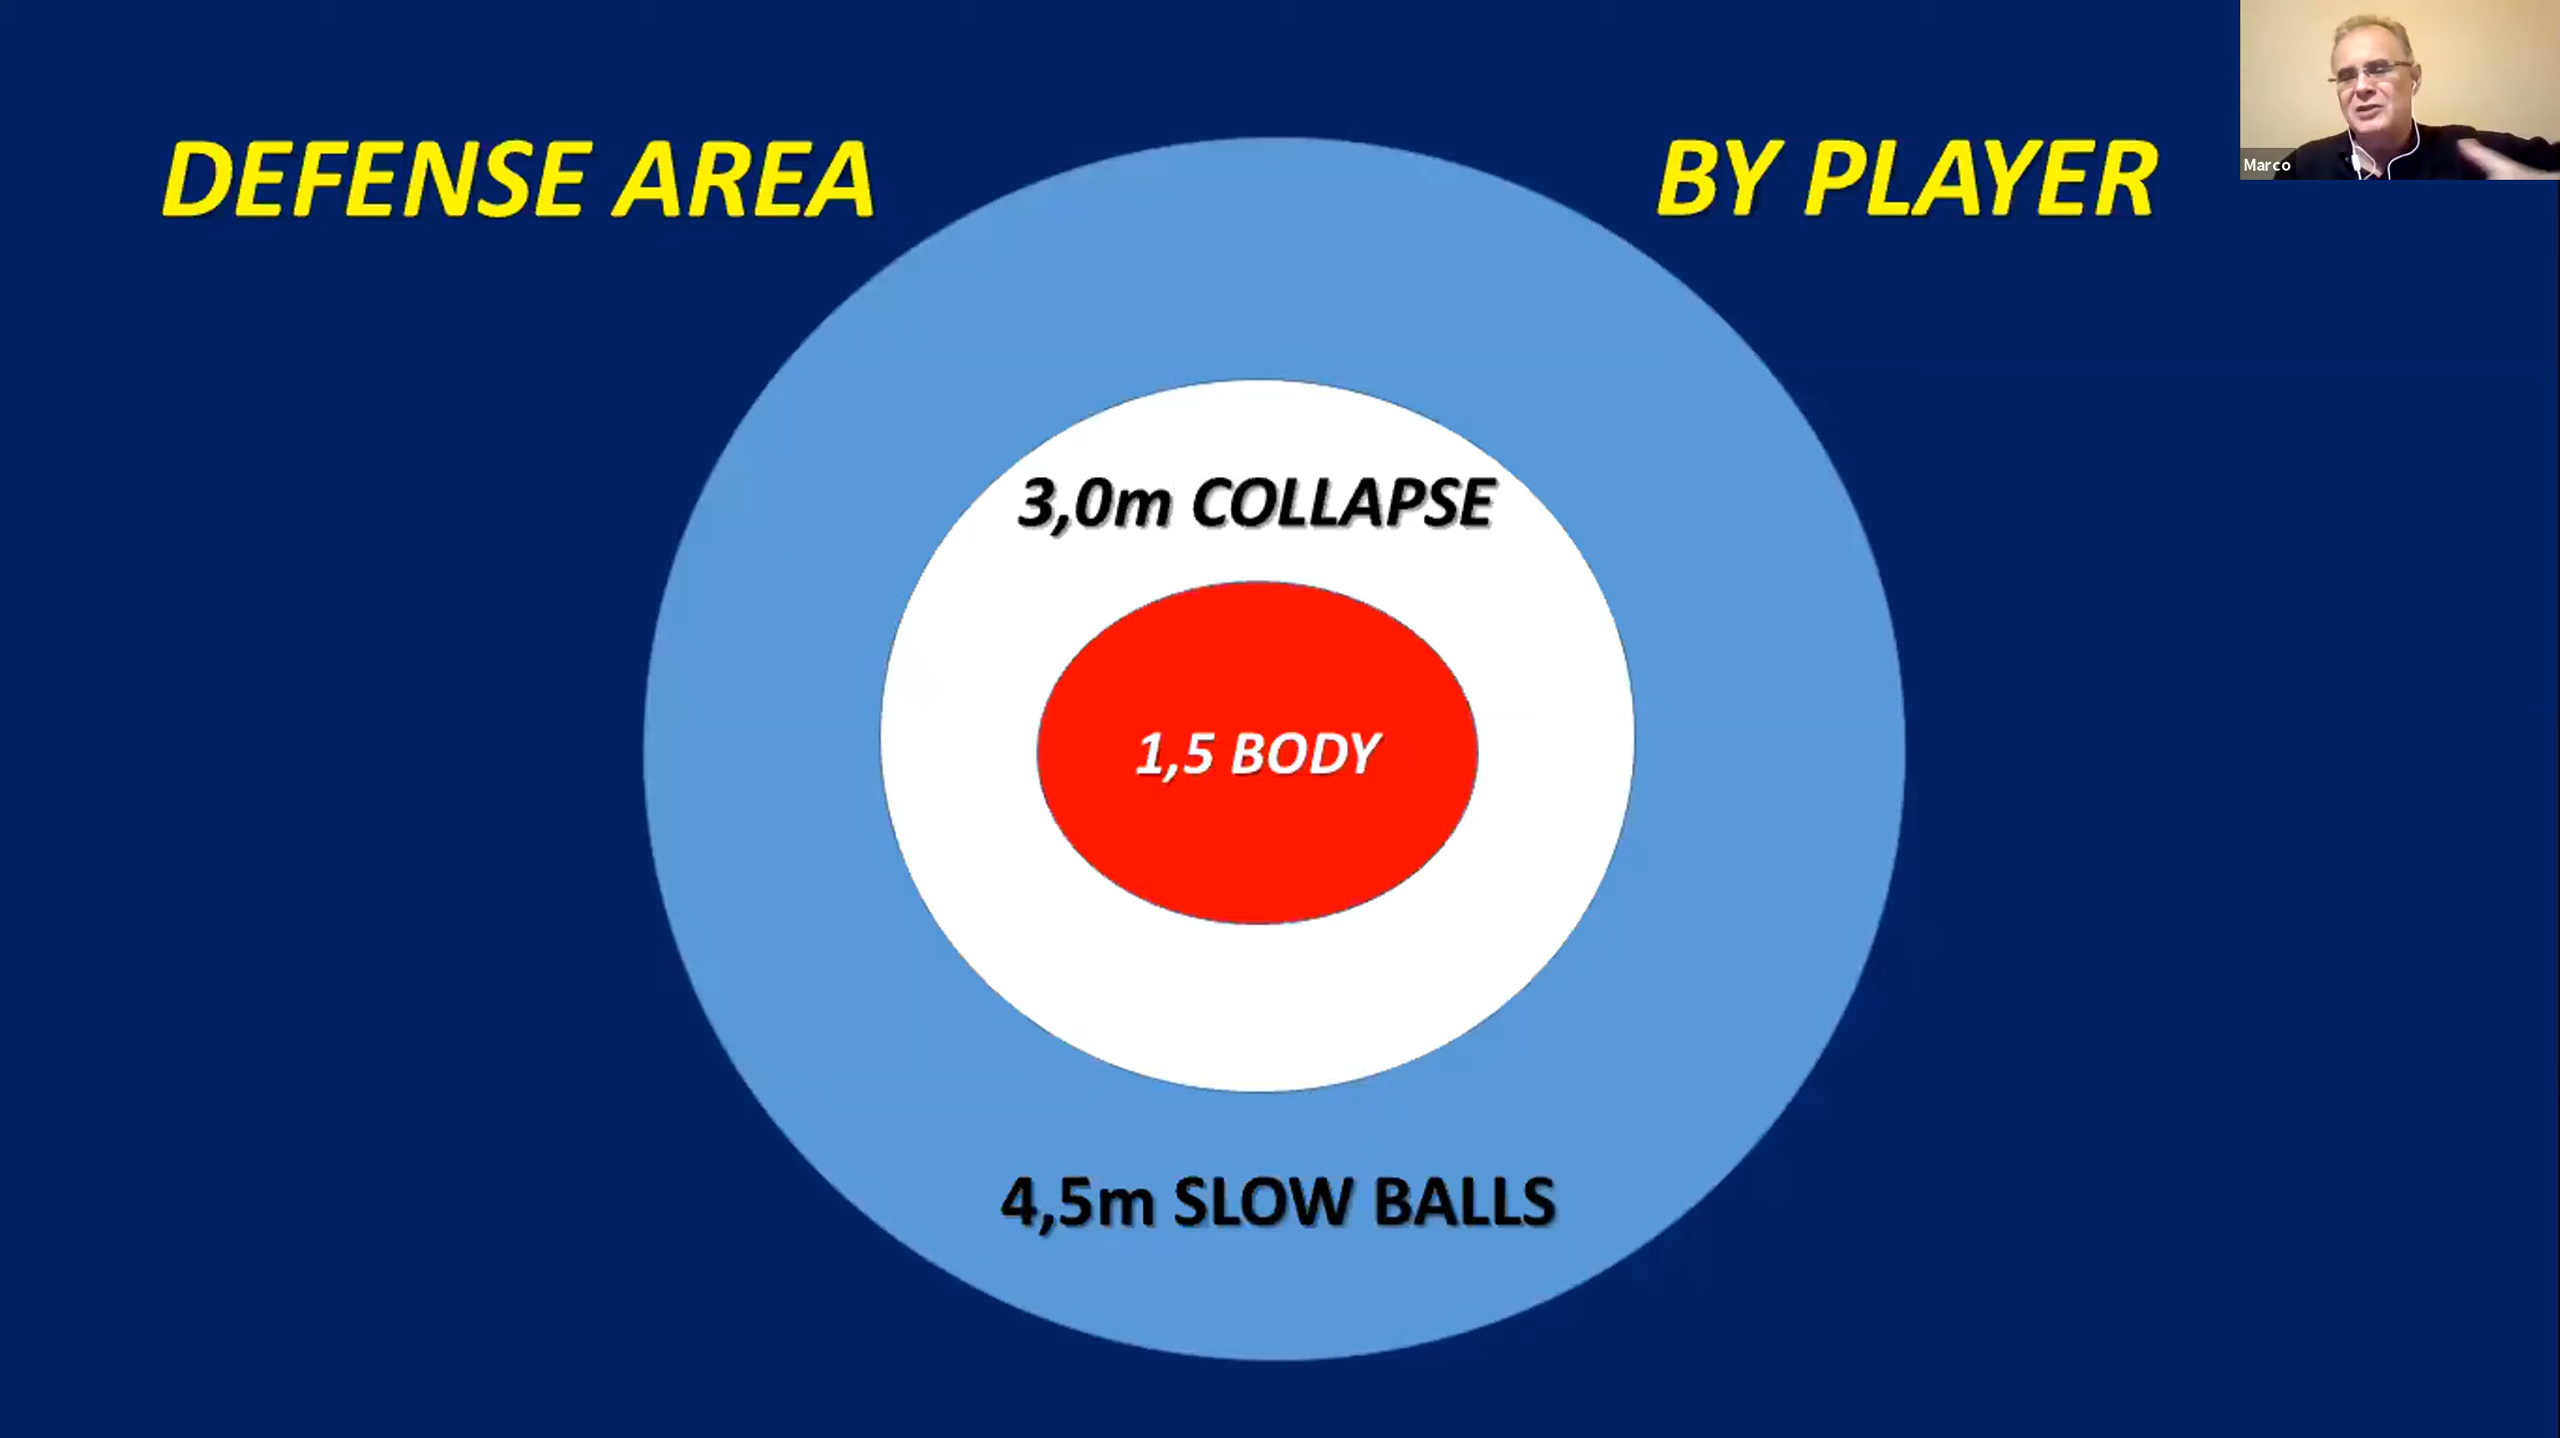 DEFENSE AREA
BY PLAYER
Marco
3,0m COLLAPSE
1,5 BODY
4,5m SLOW BALLS